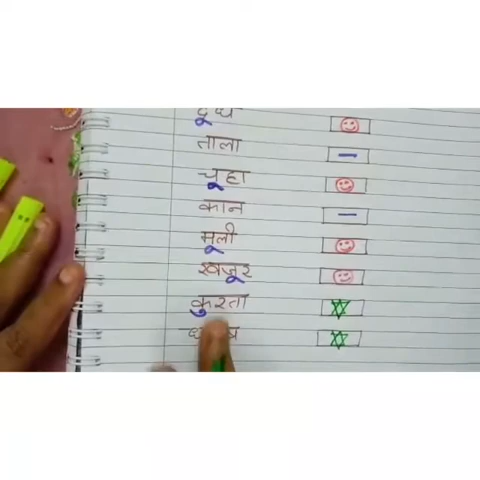 दूध
ताला
चूहा
कान
मूली
खजूर
कुरता